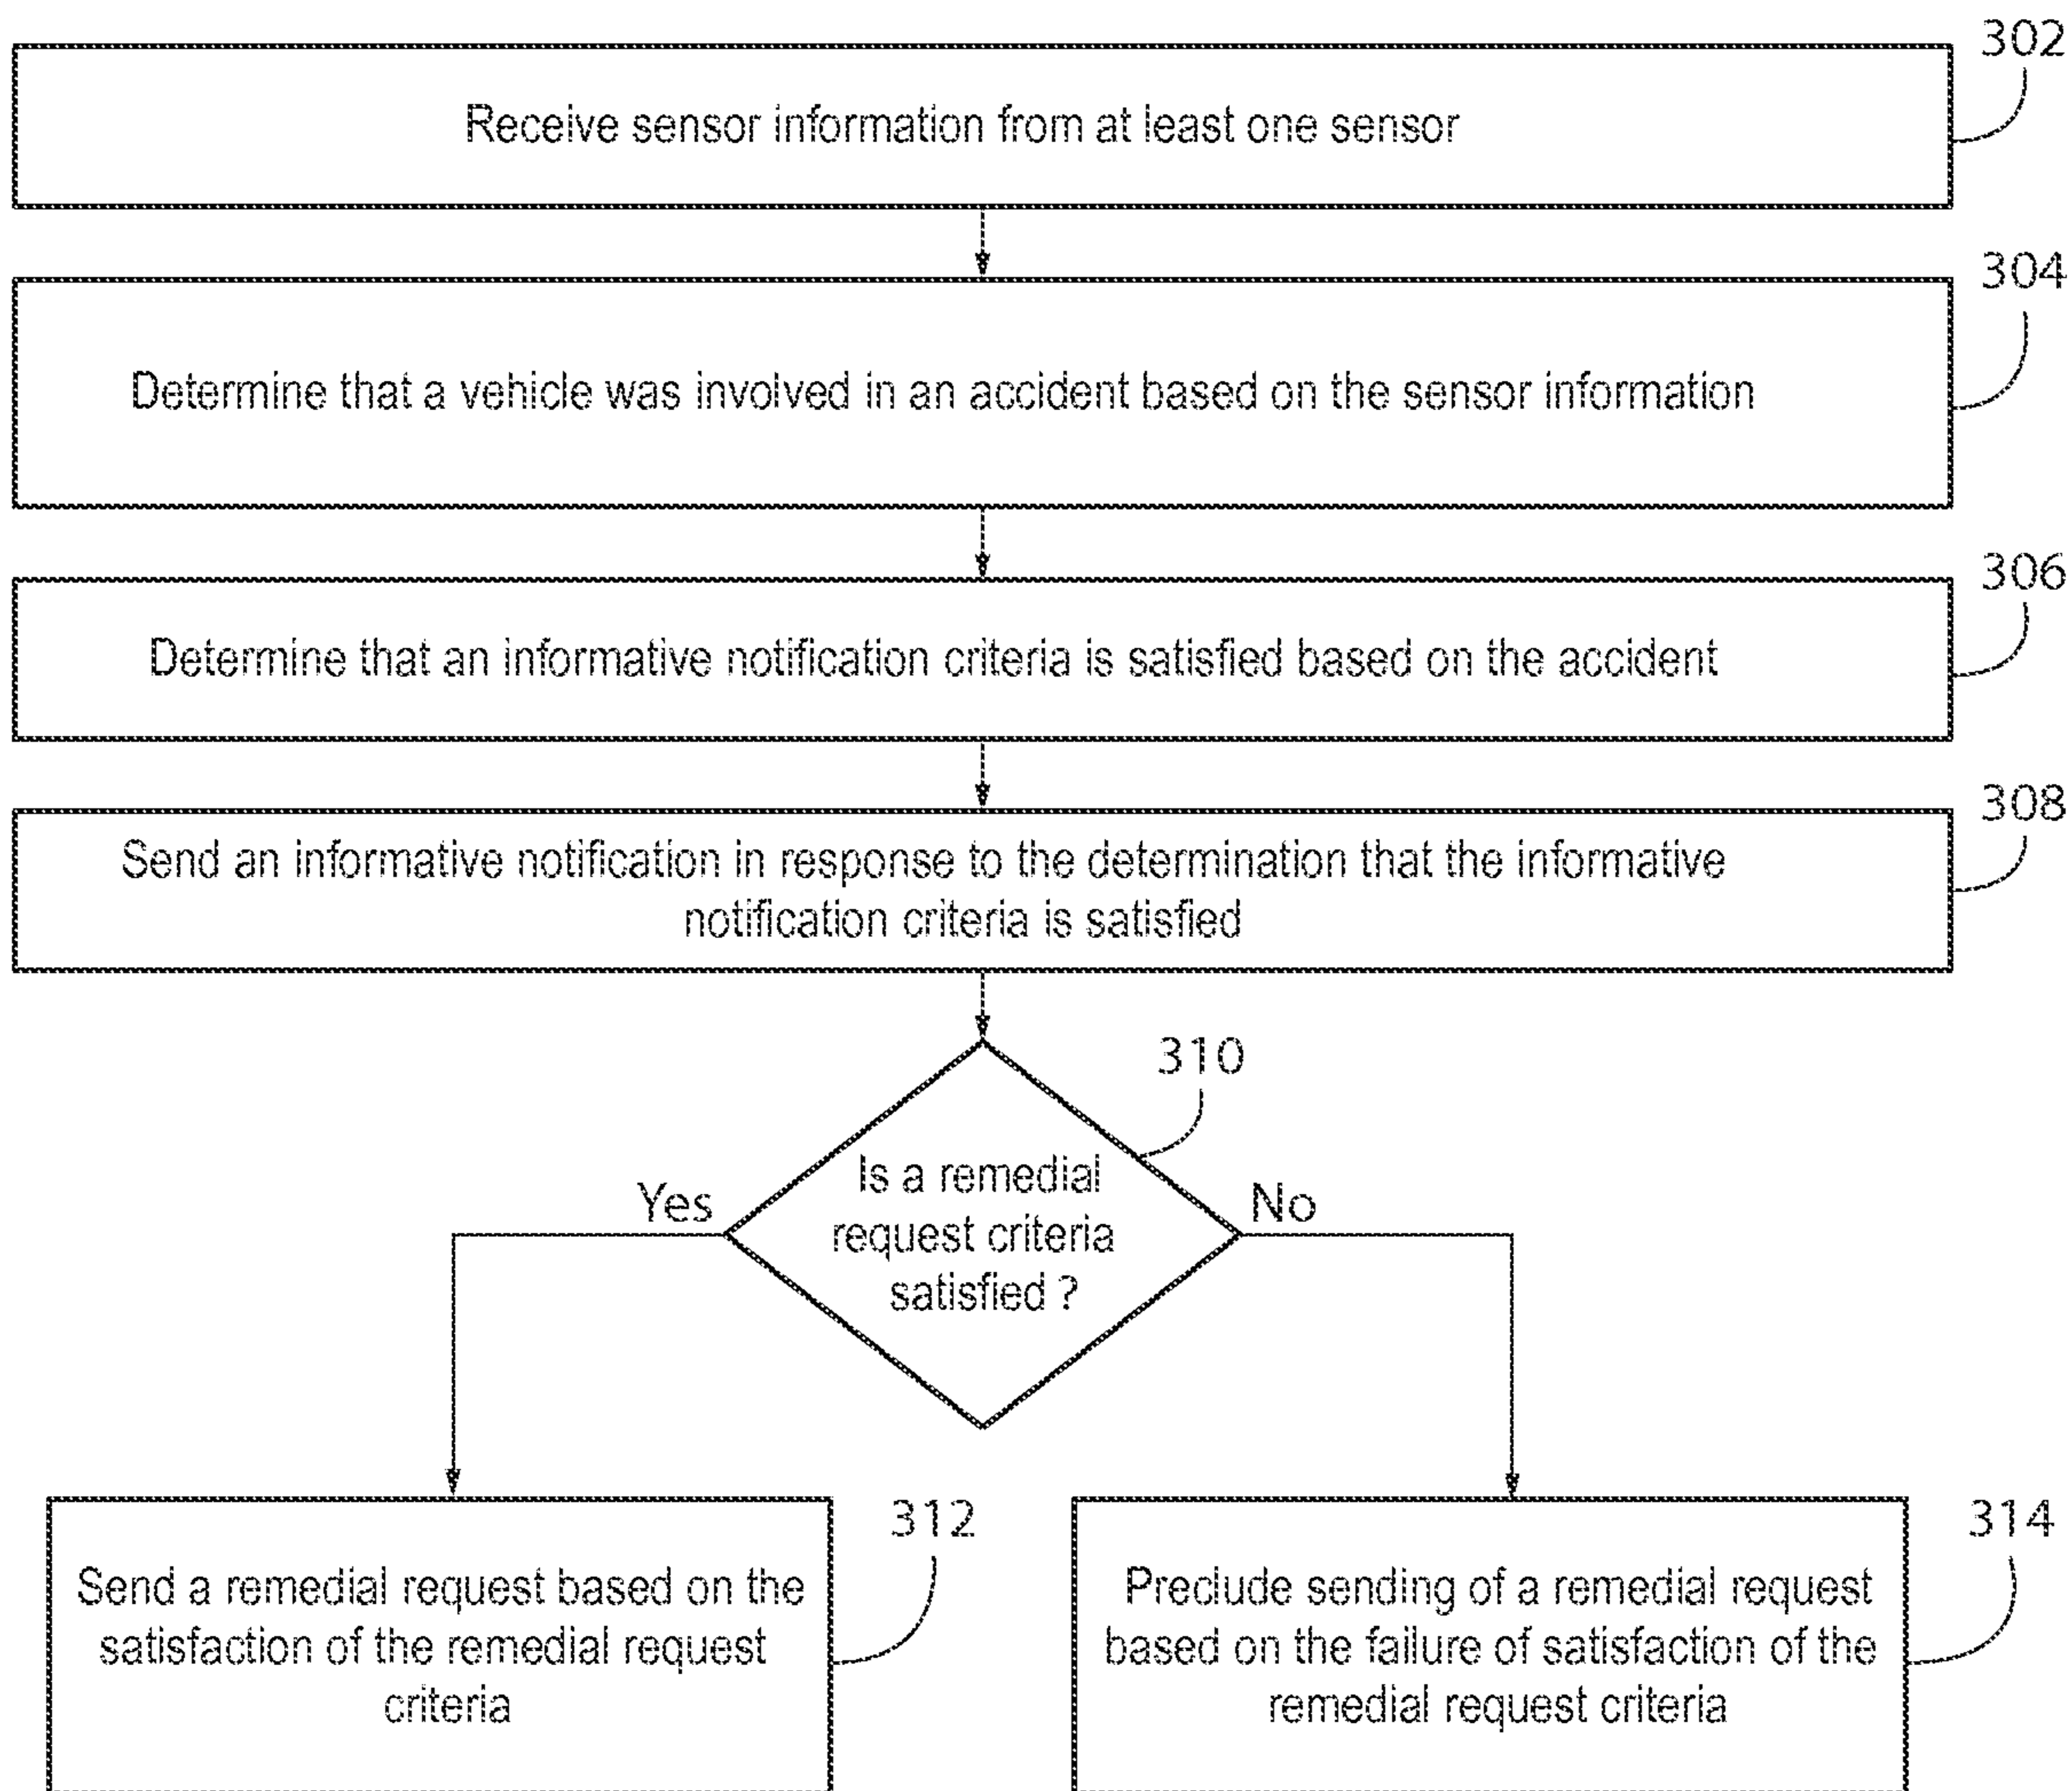 302
Receive sensor information from at least one sensor
304
Determine that a vehicle was involved in an accident based on the sensor information
306
Determine that an informative notification criteria is satisfied based on the accident
308
Send an informative notification in response to the determination that the informative
notification criteria is satisfied
310
Is a remedial
request criteria
satisfied ?
Yes
No
312
Send a remedial request based on the
satisfaction of the remedial request
criteria
314
Preclude sending of a remedial request
based on the failure of satisfaction of the
remedial request criteria